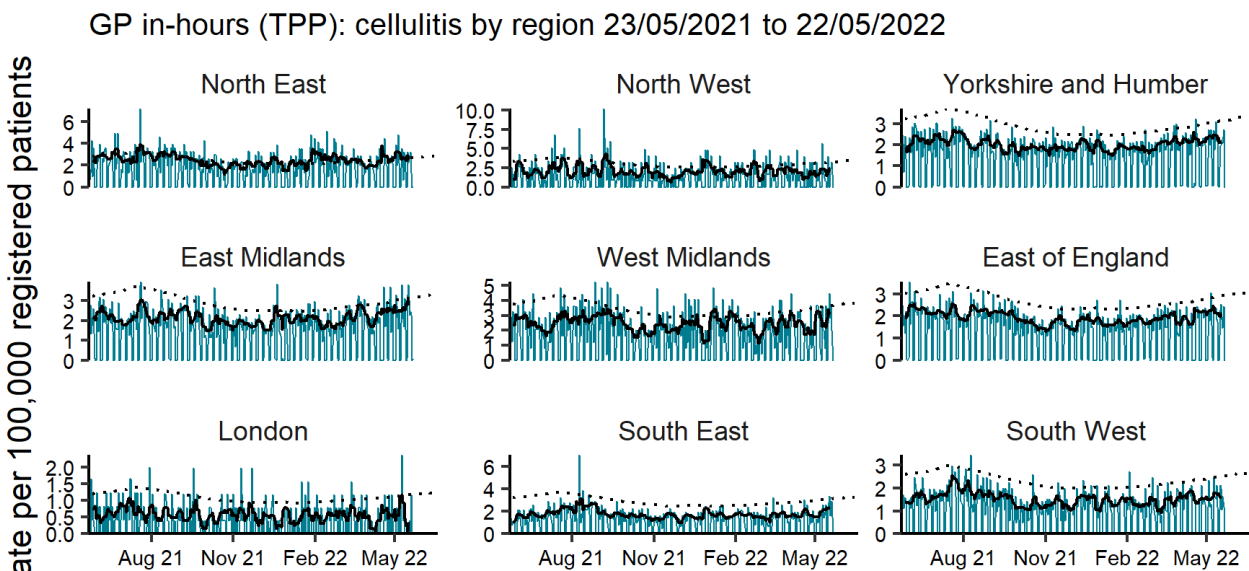 GP in-hours (TPP): cellulitis by region 23/05/2021 to 22/05/2022
per 100,000 registered patients
North East
6
4
2
0
North West
10.0
7.5
5.0
2.5
0.0
Yorkshire and Humber
3
2
1
0
East Midlands
3
2
1
0
West Midlands
5
4
3
2
1
0
East of England
3
2
1
0
London
2.0
1.5
1.0
0.5
0.0
South East
6
4
2
0
South West
3
2
1
0
Aug 21 Nov 21 Feb 22 May 22
Aug 21 Nov 21 Feb 22 May 22
Aug 21 Nov 21 Feb 22 May 22